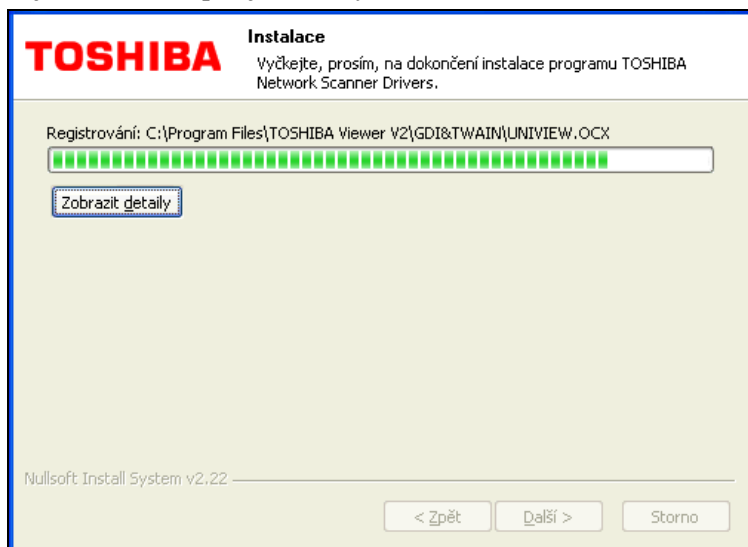 TOSHIBA
Instalace
Vyčkejte, prosím, na dokončení instalace programu TOSHIBA
Network Scanner Drivers.
Registrování: C:\Program Files\TOSHIBA Viewer V2\GDI&TWAIN\UNIVIEW.OCX
Zobrazit detaily
Nullsoft Install System v2.22
< Zpět
Další >
Storno